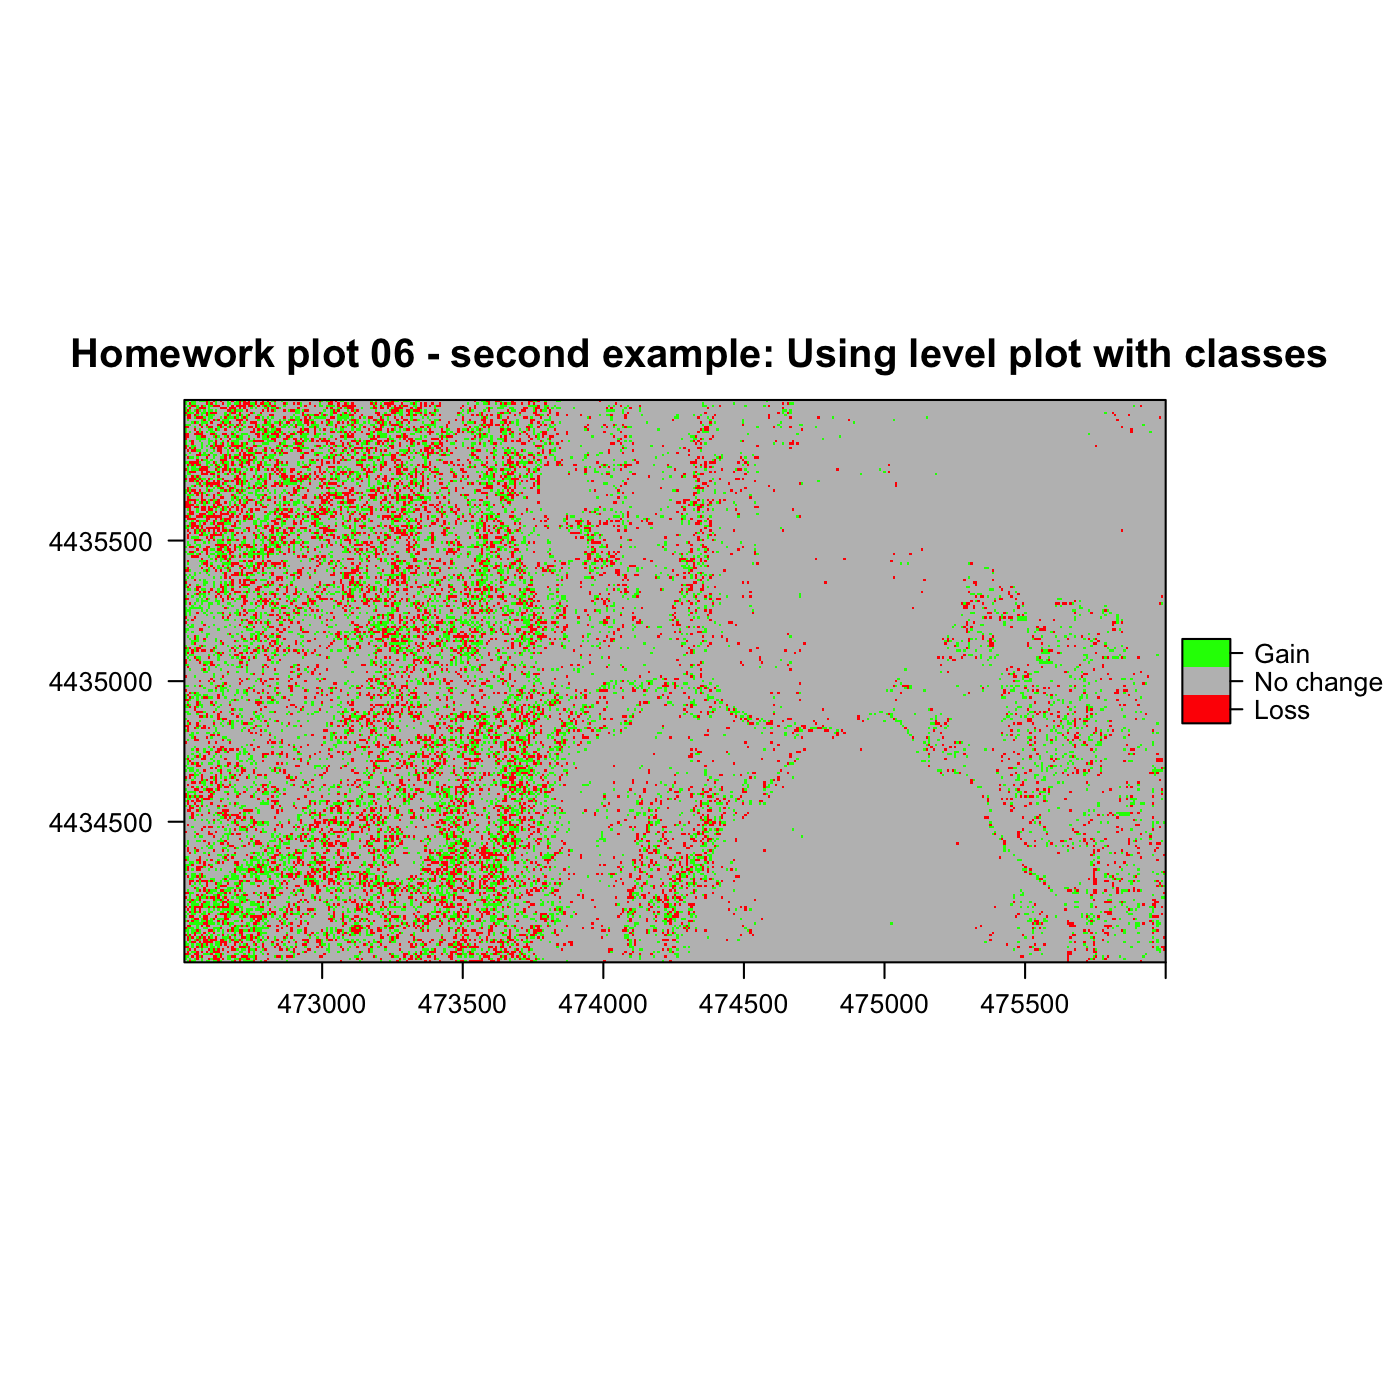 Homework plot 06 - second example: Using level plot with classes
4435500
4435000
4434500
Gain
No change
Loss
473000 473500 474000 474500 475000 475500